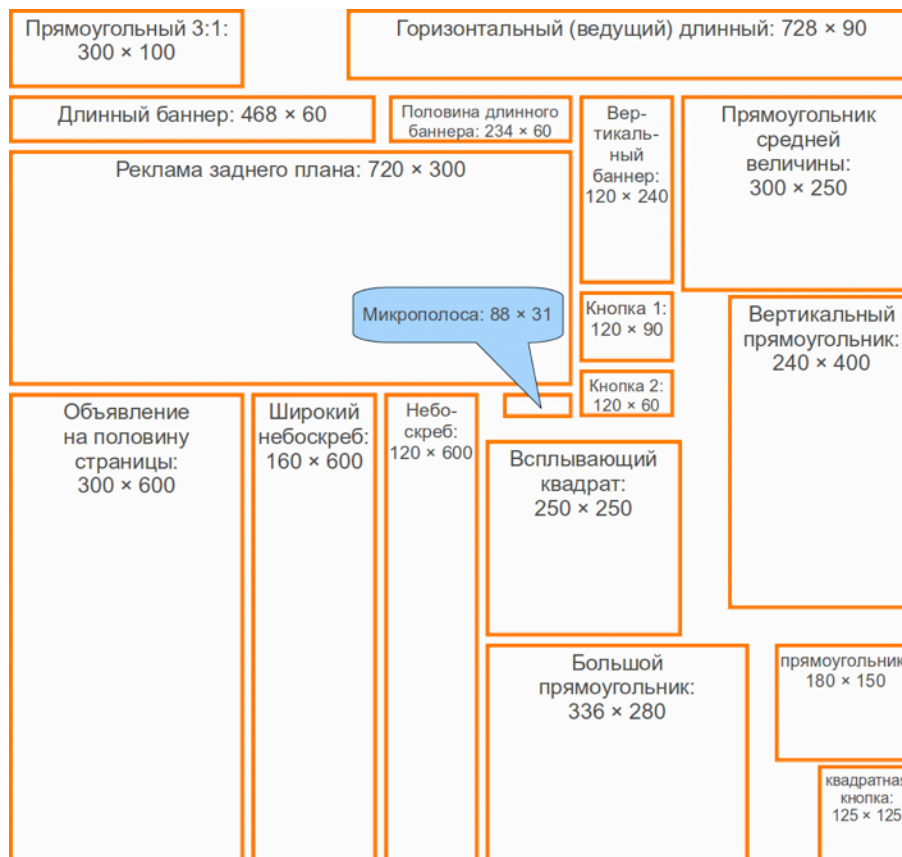 Прямоугольный 3:1:
300 × 100
Горизонтальный (ведущий) длинный: 728 × 90
Длинный баннер: 468 × 60
Половина длинного
баннера: 234 × 60
Вер-
тикаль-
ный
баннер:
120 × 240
Прямоугольник
средней
величины:
300 × 250
Реклама заднего плана: 720 × 300
Микрополоса: 88 × 31
Кнопка 1:
120 × 90
Вертикальный
прямоугольник:
240 × 400
Кнопка 2:
120 × 60
Объявление
на половину
страницы:
300 × 600
Широкий
небоскреб:
160 × 600
Небо-
скреб:
120 × 600
Всплывающий
квадрат:
250 × 250
Большой
прямоугольник:
336 × 280
прямоугольник
180 × 150
квадратная
кнопка:
125 × 125